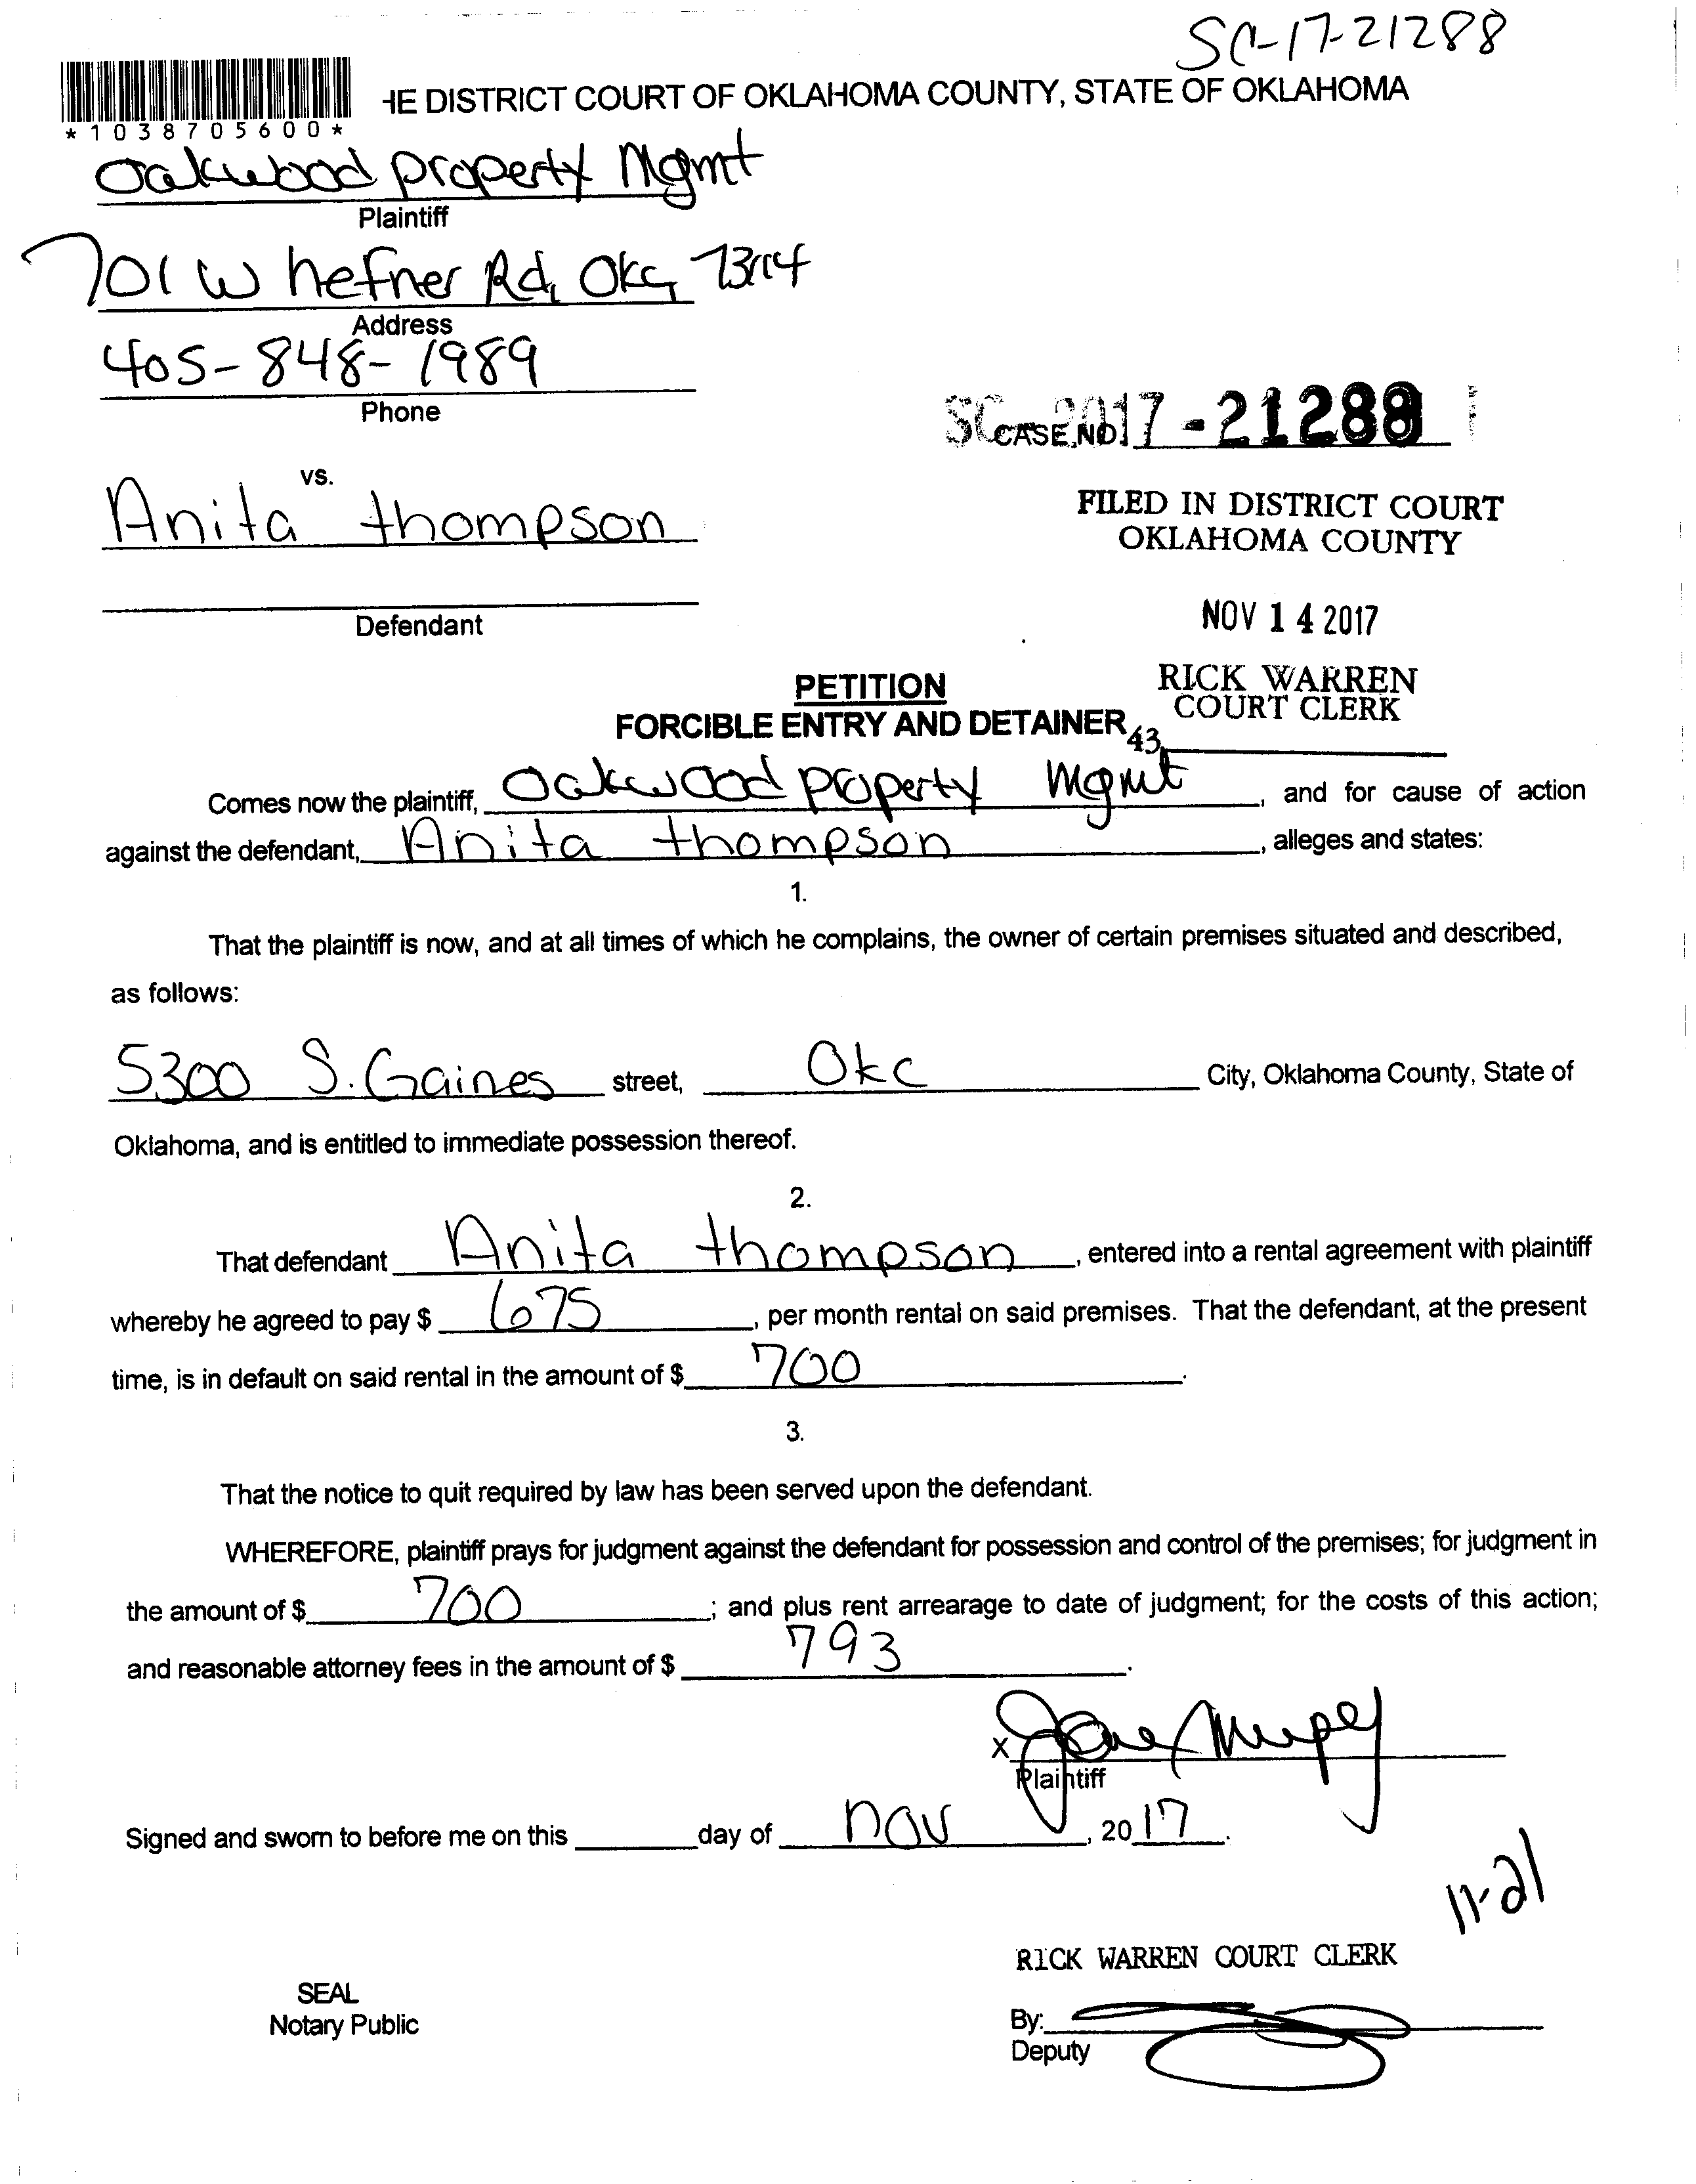 SC-17-21288
HE DISTRICT COURT OF OKLAHOMA COUNTY, STATE OF OKLAHOMA
*1038705600*
Oakwood property Mgmt
Plaintiff
701 W hefner Rd, OKC, 73114
Address
405-848-1989
Phone
SC-2017-21288
CASE NO.
vs.
Anita thompson
FILED IN DISTRICT COURT
OKLAHOMA COUNTY
Defendant
NOV 14 2017
PETITION
RICK WARREN
COURT CLERK
FORCIBLE ENTRY AND DETAINER
43
Comes now the plaintiff, Oakwood property Mgmt, and for cause of action
against the defendant, Anita thompson, alleges and states:
1.
That the plaintiff is now, and at all times of which he complains, the owner of certain premises situated and described,
as follows:
5300 S. Gaines street, Okc City, Oklahoma County, State of
Oklahoma, and is entitled to immediate possession thereof.
2.
That defendant Anita thompson, entered into a rental agreement with plaintiff
whereby he agreed to pay $ 675, per month rental on said premises. That the defendant, at the present
time, is in default on said rental in the amount of $ 700.
3.
That the notice to quit required by law has been served upon the defendant.
WHEREFORE, plaintiff prays for judgment against the defendant for possession and control of the premises; for judgment in
the amount of $ 700; and plus rent arrearage to date of judgment; for the costs of this action;
and reasonable attorney fees in the amount of $ 793.
X
Plaintiff
Signed and sworn to before me on this ______ day of nov, 2017.
11-21
RICK WARREN COURT CLERK
SEAL
Notary Public
By:
Deputy